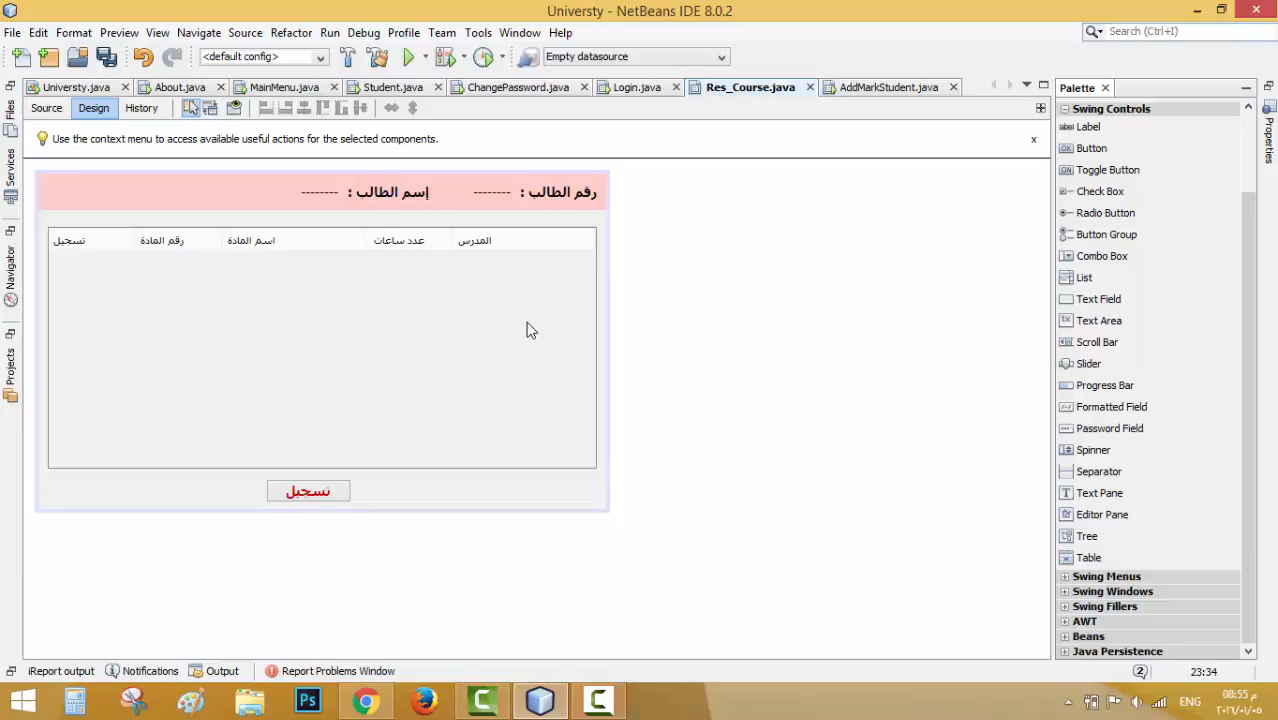 Universty - NetBeans IDE 8.0.2
File Edit Format Preview View Navigate Source Refactor Run Debug Profile Team Tools Window Help
Search (Ctrl+I)
<default config> Empty datasource
Universty.java About.java MainMenu.java Student.java ChangePassword.java Login.java Res_Course.java AddMarkStudent.java
Source Design History
Use the context menu to access available useful actions for the selected components.
x
رقم الطالب : -------- إسم الطالب : --------
تسجيل رقم المادة اسم المادة عدد ساعات المدرس
تسجيل
Files
Services
Navigator
Projects
Palette
Swing Controls
Label
Button
Toggle Button
Check Box
Radio Button
Button Group
Combo Box
List
Text Field
Text Area
Scroll Bar
Slider
Progress Bar
Formatted Field
Password Field
Spinner
Separator
Text Pane
Editor Pane
Tree
Table
Swing Menus
Swing Windows
Swing Fillers
AWT
Beans
Java Persistence
Properties
iReport output Notifications Output Report Problems Window
2 23:34
Ps
ENG
08:55 م
٢٠١٦/٠١/٠٥